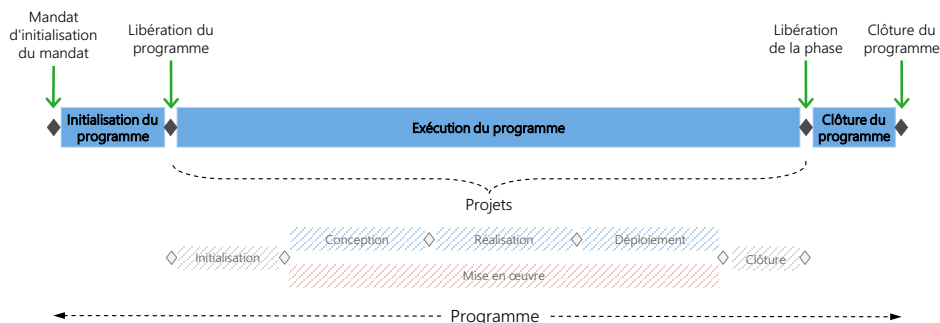 Mandat
d'initialisation
du mandat
Libération du
programme
Libération
de la phase
Clôture du
programme
Initialisation du
programme
Exécution du programme
Clôture du
programme
Projets
Conception
Réalisation
Déploiement
Initialisation
Clôture
Mise en œuvre
Programme